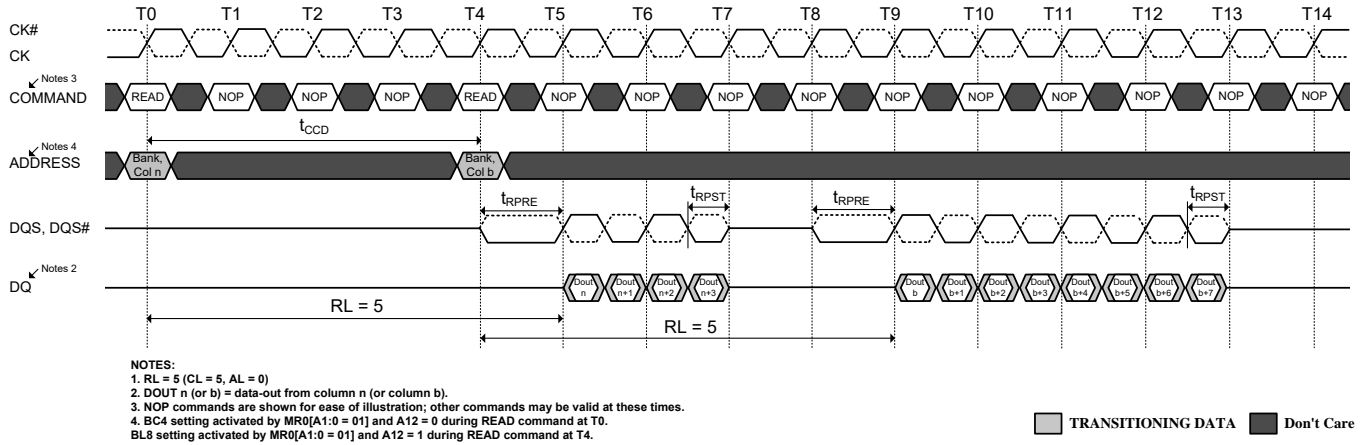 T0 T1 T2 T3 T4 T5 T6 T7 T8 T9 T10 T11 T12 T13 T14
CK#
CK
Notes 3
COMMAND READ NOP NOP NOP READ NOP NOP NOP NOP NOP NOP NOP NOP NOP NOP
tCCD
Notes 4
ADDRESS
Bank, Col n
Bank, Col b
tRPRE tRPST tRPRE tRPST
DQS, DQS#
Notes 2
DQ
Dout n Dout n+1 Dout n+2 Dout n+3 Dout b Dout b+1 Dout b+2 Dout b+3 Dout b+4 Dout b+5 Dout b+6 Dout b+7
RL = 5
RL = 5
NOTES:
1. RL = 5 (CL = 5, AL = 0)
2. DOUT n (or b) = data-out from column n (or column b).
3. NOP commands are shown for ease of illustration; other commands may be valid at these times.
4. BC4 setting activated by MR0[A1:0 = 01] and A12 = 0 during READ command at T0.
BL8 setting activated by MR0[A1:0 = 01] and A12 = 1 during READ command at T4.
TRANSITIONING DATA Don't Care